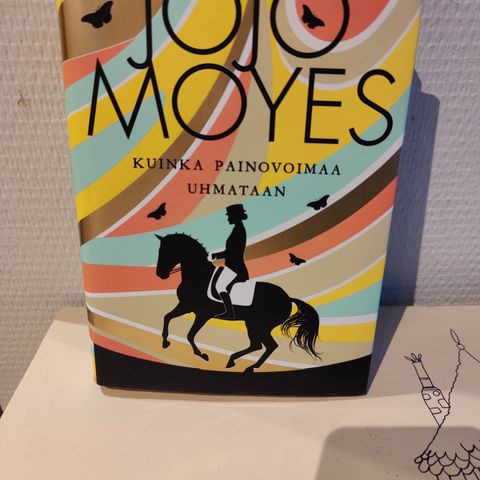 JOJO
MOYES
KUINKA PAINOVOIMAA
UHMATAAN